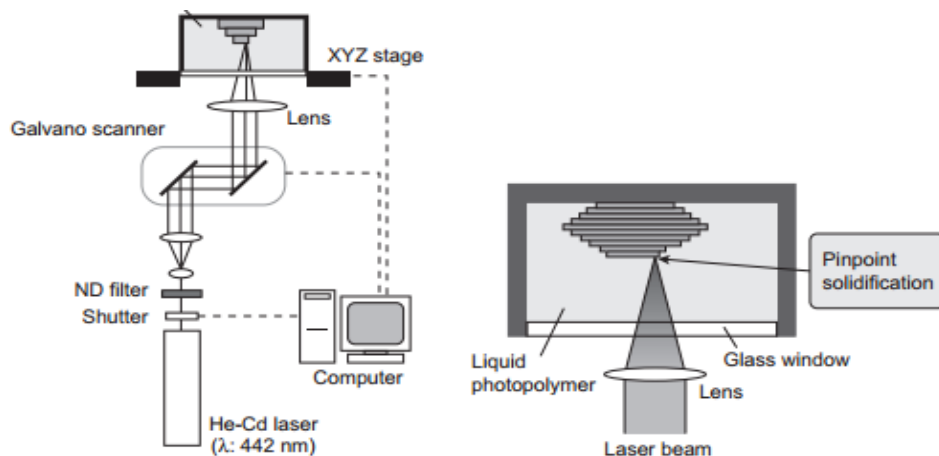 XYZ stage
Lens
Galvano scanner
ND filter
Shutter
Computer
He-Cd laser
(λ: 442 nm)
Pinpoint
solidification
Liquid
photopolymer
Glass window
Lens
Laser beam